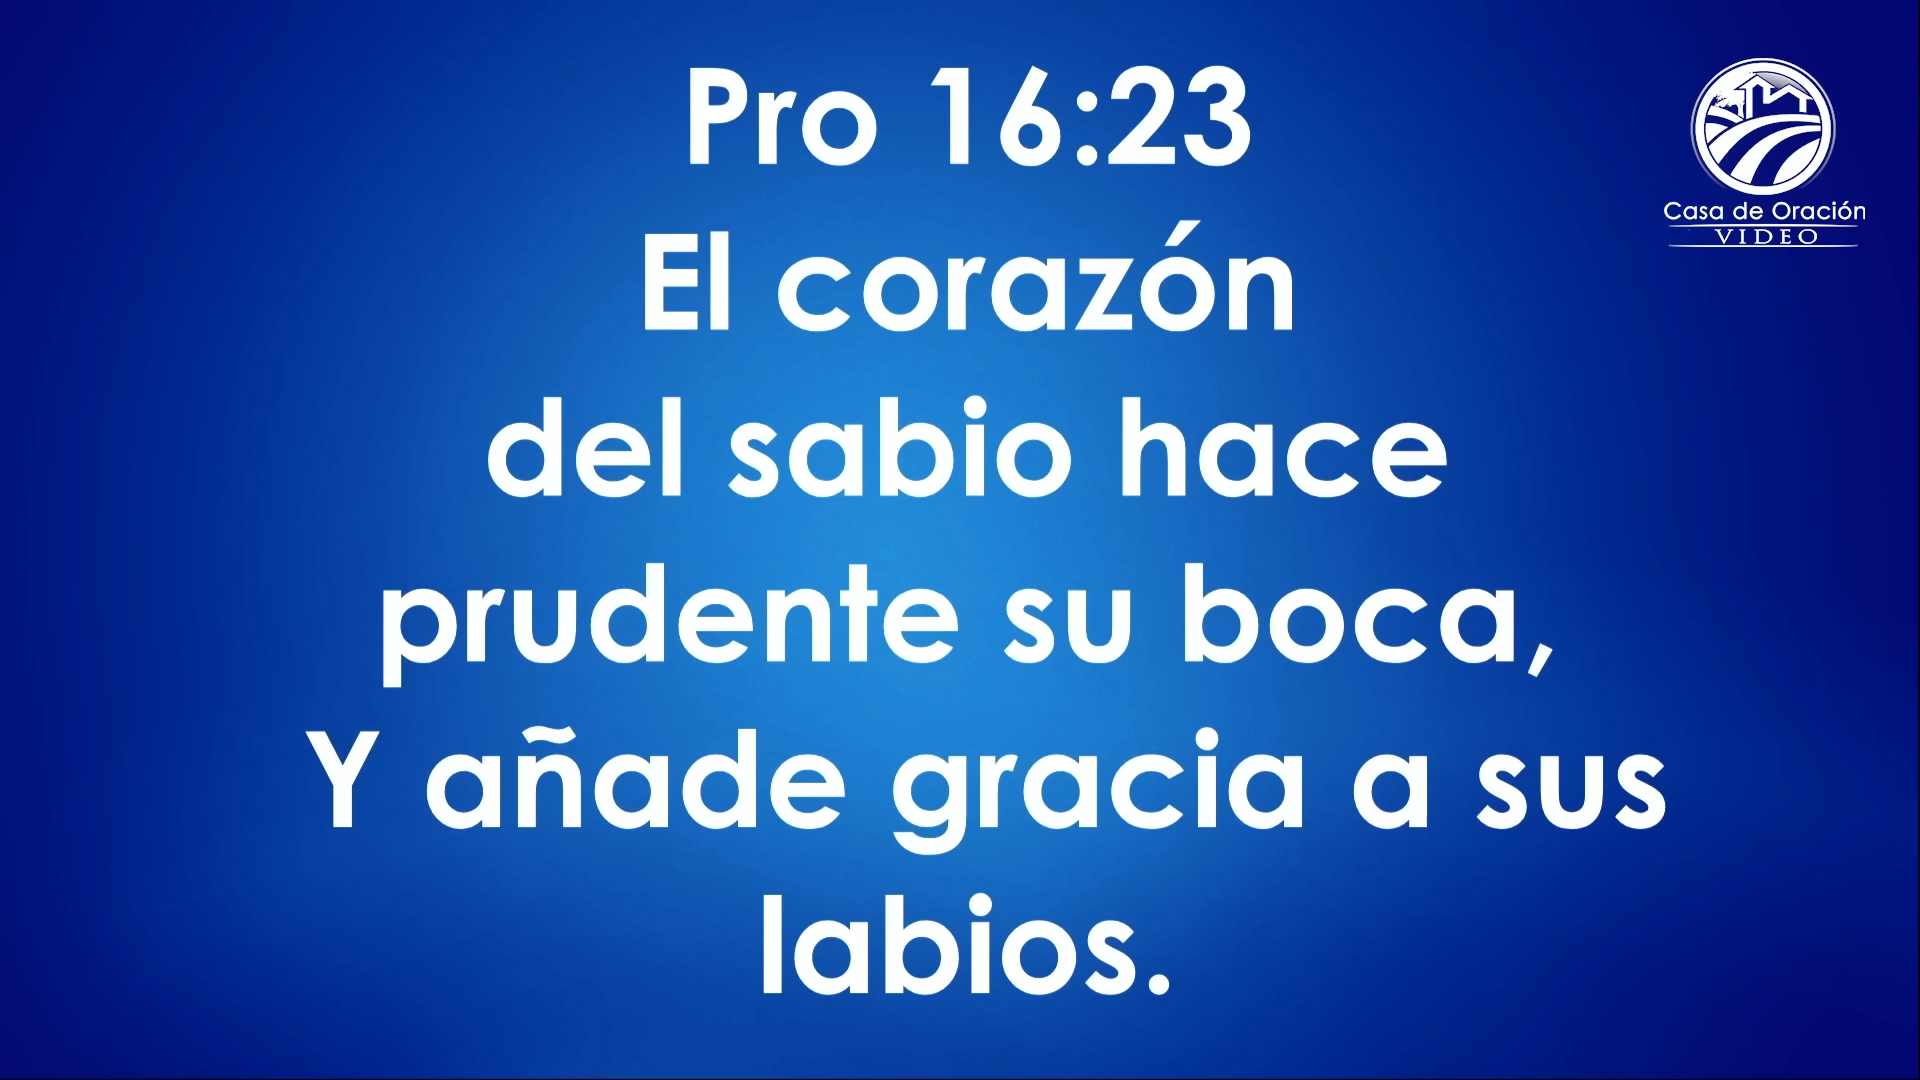 Pro 16:23
El corazón
del sabio hace
prudente su boca,
Y añade gracia a sus
labios.
Casa de Oración
VIDEO